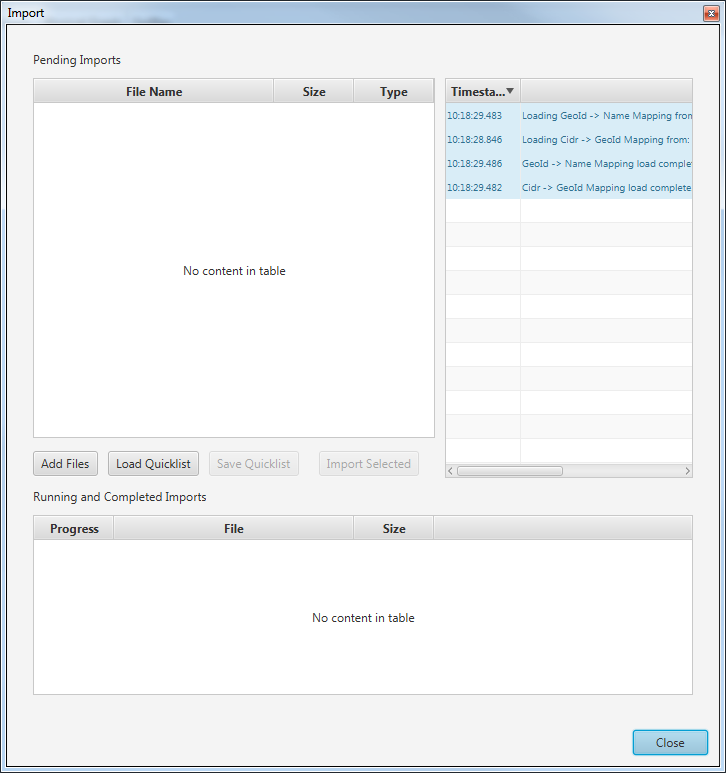 Import
Pending Imports
File Name Size Type
No content in table
Timesta...
10:18:29.483 Loading GeoId -> Name Mapping from
10:18:28.846 Loading Cidr -> GeoId Mapping from:
10:18:29.486 GeoId -> Name Mapping load comple
10:18:29.482 Cidr -> GeoId Mapping load complete
Add Files Load Quicklist Save Quicklist Import Selected
Running and Completed Imports
Progress File Size
No content in table
Close